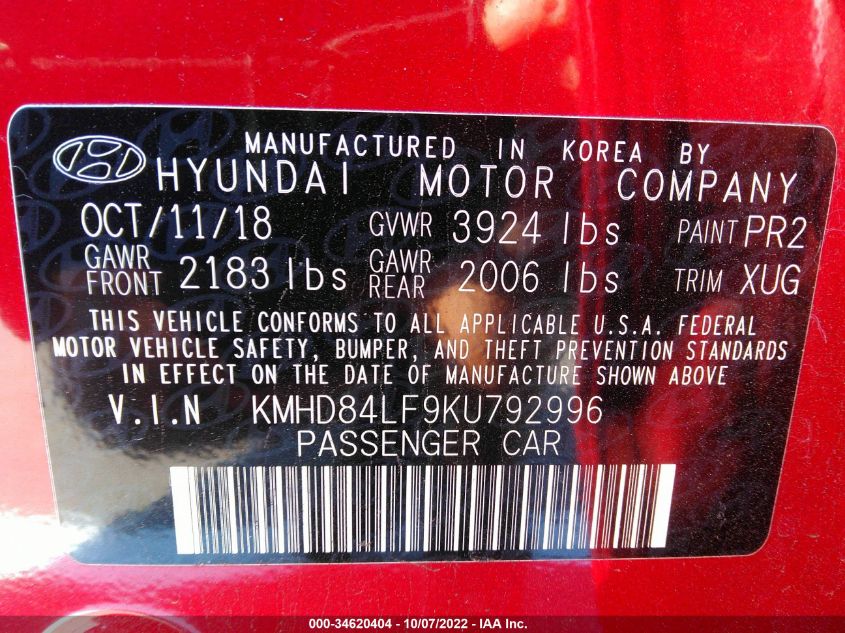 MANUFACTURED IN KOREA BY
HYUNDAI MOTOR COMPANY
OCT/11/18 GVWR 3924 lbs PAINT PR2
GAWR FRONT 2183 lbs GAWR REAR 2006 lbs TRIM XUG
THIS VEHICLE CONFORMS TO ALL APPLICABLE U.S.A. FEDERAL
MOTOR VEHICLE SAFETY, BUMPER, AND THEFT PREVENTION STANDARDS
IN EFFECT ON THE DATE OF MANUFACTURE SHOWN ABOVE
V.I.N KMHD84LF9KU792996
PASSENGER CAR
000-34620404 - 10/07/2022 - IAA Inc.